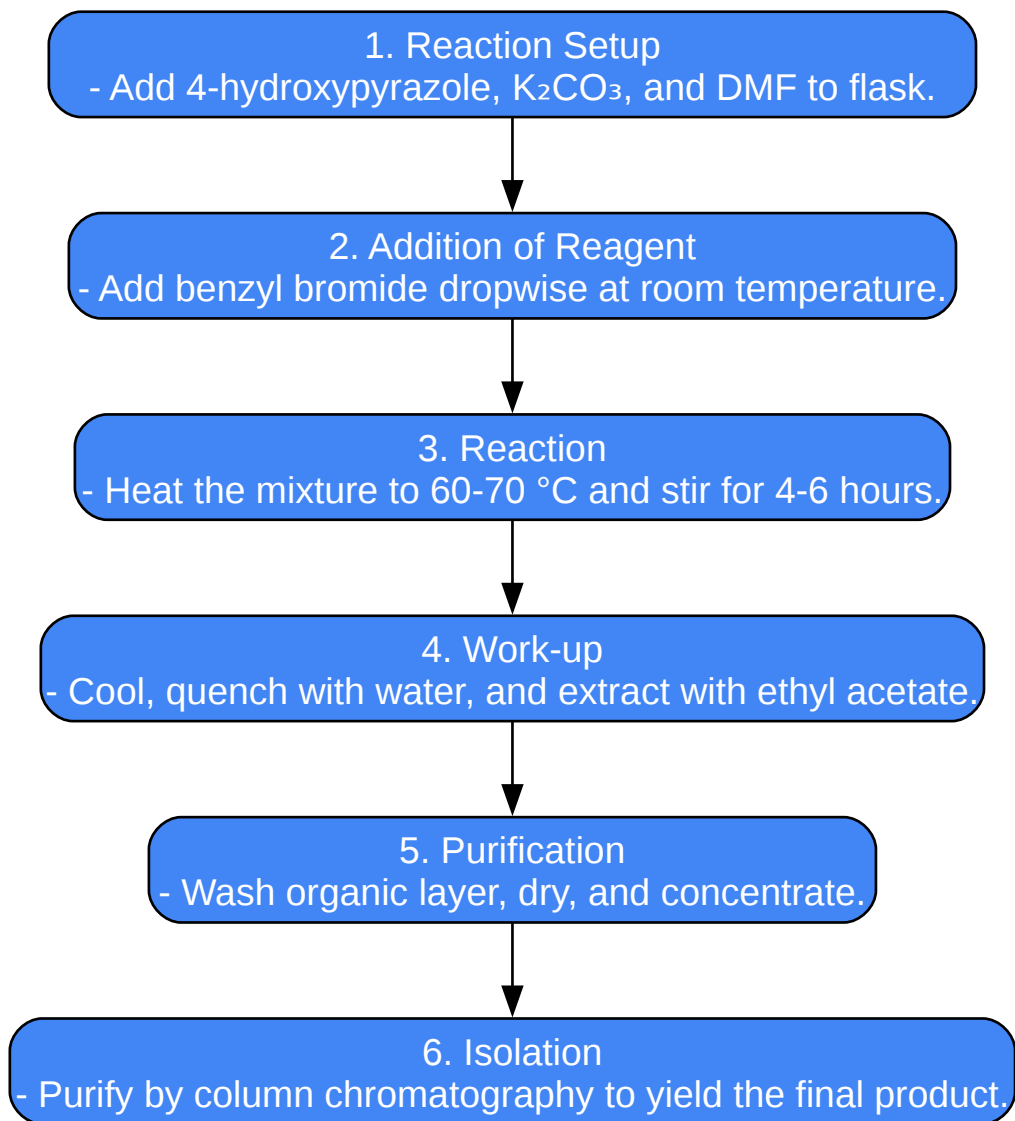 1. Reaction Setup
- Add 4-hydroxypyrazole, K₂CO₃, and DMF to flask.
2. Addition of Reagent
- Add benzyl bromide dropwise at room temperature.
3. Reaction
- Heat the mixture to 60-70 °C and stir for 4-6 hours.
4. Work-up
- Cool, quench with water, and extract with ethyl acetate.
5. Purification
- Wash organic layer, dry, and concentrate.
6. Isolation
- Purify by column chromatography to yield the final product.